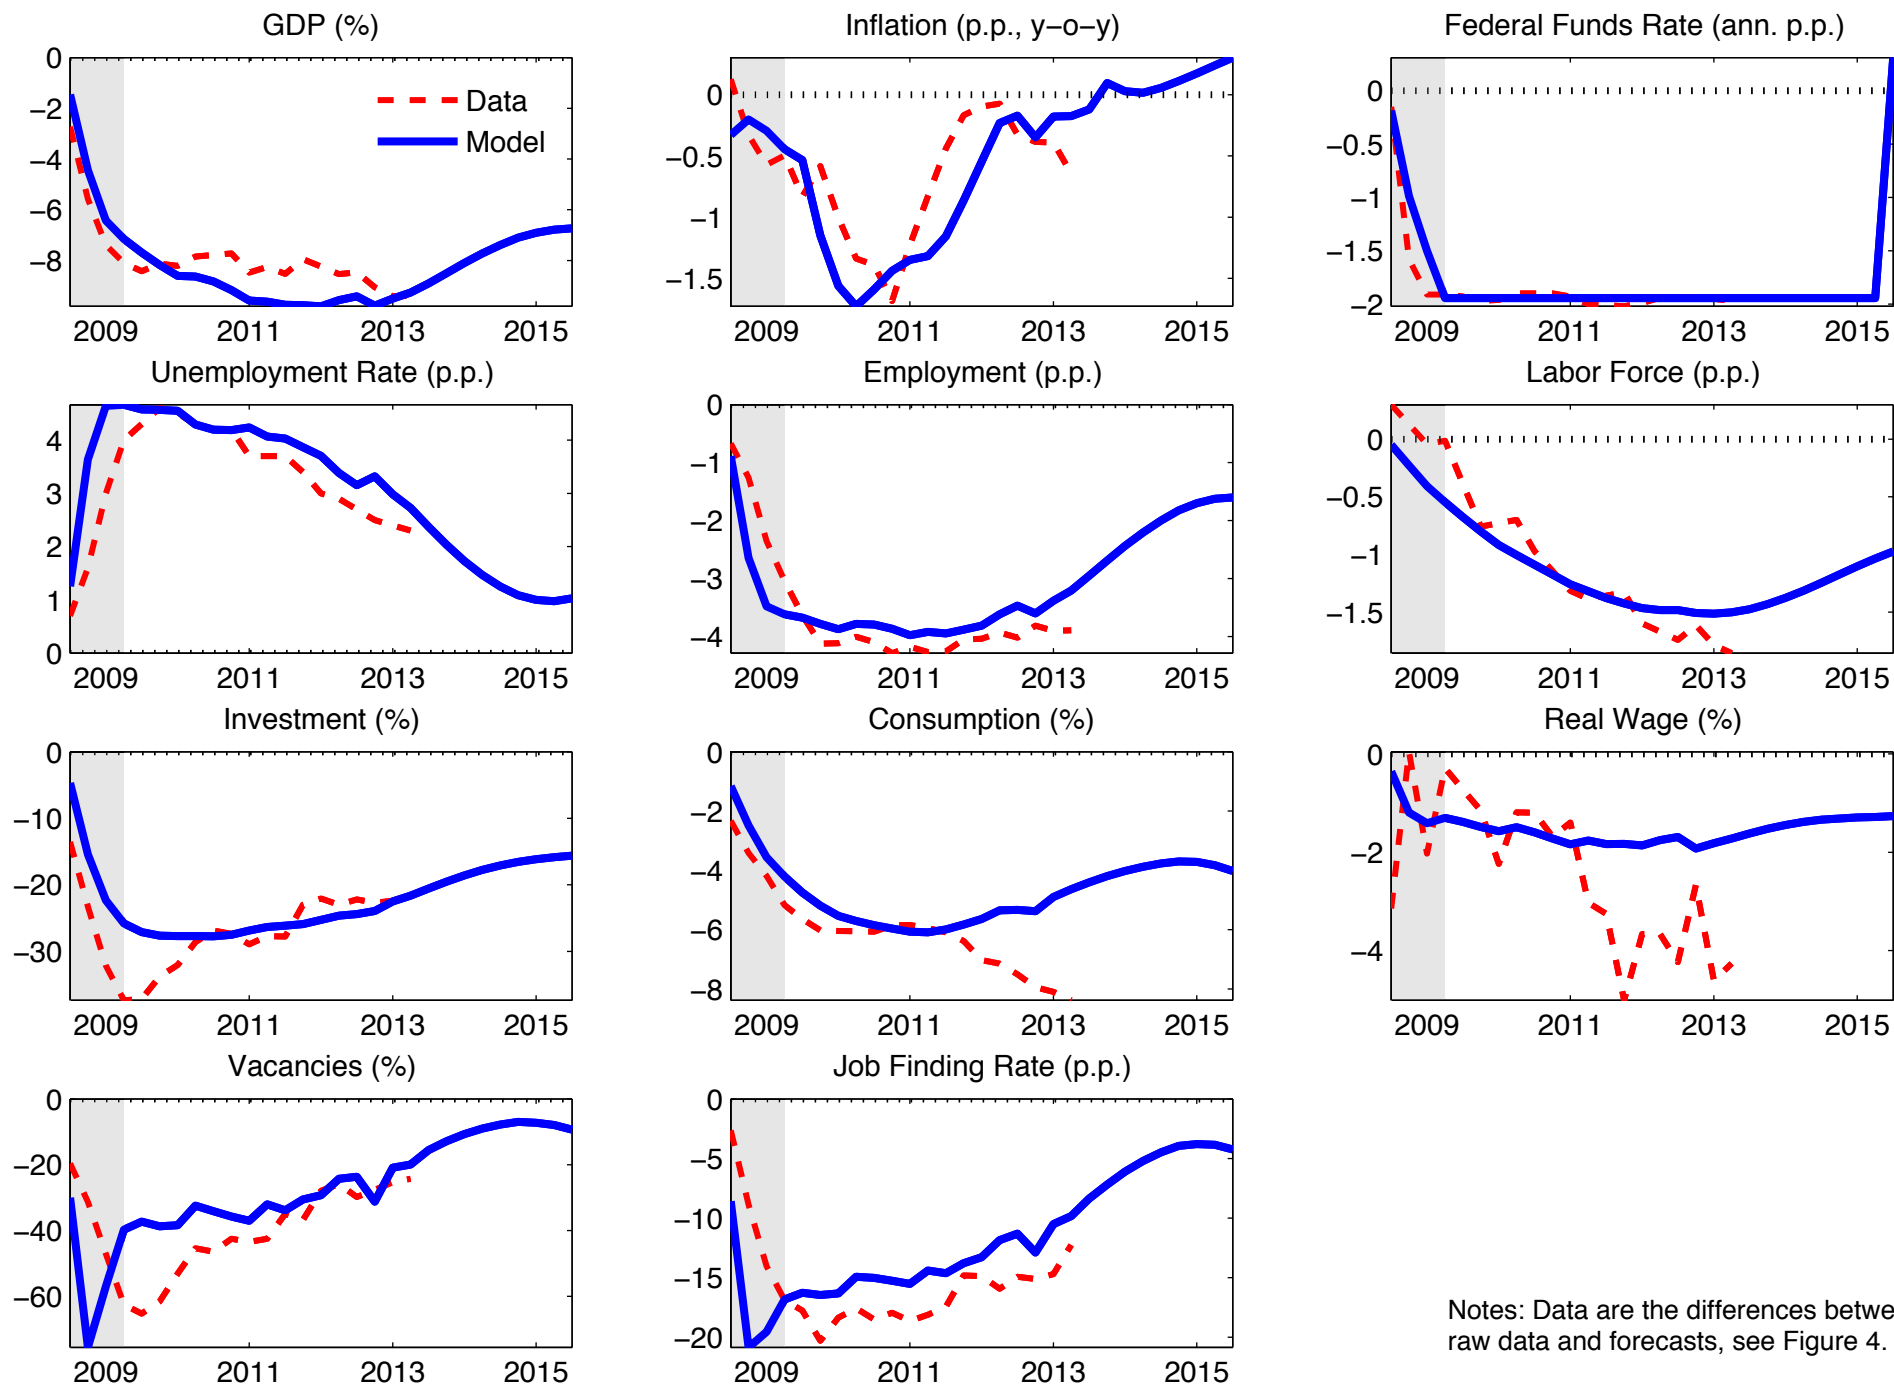 GDP (%)
0
−2
−4
−6
−8
Data
Model
2009 2011 2013 2015
Inflation (p.p., y−o−y)
0
−0.5
−1
−1.5
2009 2011 2013 2015
Federal Funds Rate (ann. p.p.)
0
−0.5
−1
−1.5
−2
2009 2011 2013 2015
Unemployment Rate (p.p.)
4
3
2
1
0
2009 2011 2013 2015
Employment (p.p.)
0
−1
−2
−3
−4
2009 2011 2013 2015
Labor Force (p.p.)
0
−0.5
−1
−1.5
2009 2011 2013 2015
Investment (%)
0
−10
−20
−30
2009 2011 2013 2015
Consumption (%)
0
−2
−4
−6
−8
2009 2011 2013 2015
Real Wage (%)
0
−2
−4
2009 2011 2013 2015
Vacancies (%)
0
−20
−40
−60
2009 2011 2013 2015
Job Finding Rate (p.p.)
0
−5
−10
−15
−20
2009 2011 2013 2015
Notes: Data are the differences betwe
raw data and forecasts, see Figure 4.